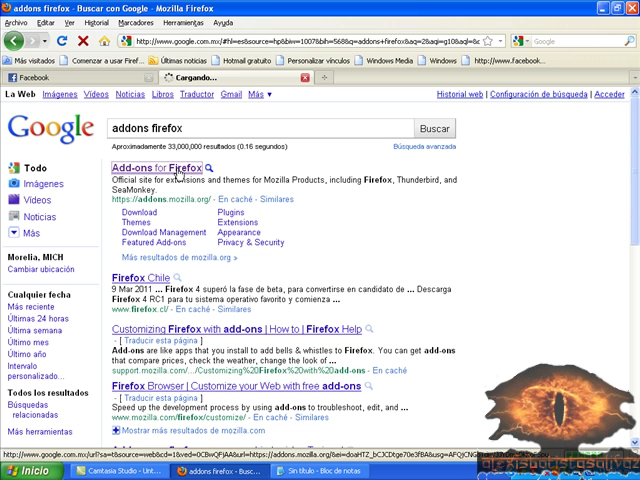 addons firefox - Buscar con Google - Mozilla Firefox
Archivo Editar Ver Historial Marcadores Herramientas Ayuda
http://www.google.com.mx/#hl=es&source=hp&biw=1007&bih=568&q=addons+firefox&aq=2&aqi=g10&aql=&c
Google
Más visitados Comenzar a usar Firef... Últimas noticias Hotmail gratuito Personalizar vínculos Windows Media Windows http://www.facebook....
Facebook Cargando...
La Web Imágenes Vídeos Noticias Libros Traductor Gmail Más ▼ Historial web | Configuración de búsqueda | Acceder
Google addons firefox Buscar
Aproximadamente 33,000,000 resultados (0.16 segundos) Búsqueda avanzada
Todo
Imágenes
Vídeos
Noticias
Más
Morelia, MICH
Cambiar ubicación
Cualquier fecha
Más reciente
Últimas 24 horas
Última semana
Último mes
Último año
Intervalo
personalizado...
Todos los resultados
Búsquedas
relacionadas
Más herramientas
Add-ons for Firefox
Official site for extensions and themes for Mozilla Products, including Firefox, Thunderbird, and
SeaMonkey.
https://addons.mozilla.org/ - En caché - Similares
Download Plugins
Themes Extensions
Download Management Appearance
Featured Add-ons Privacy & Security
Más resultados de mozilla.org »
Firefox Chile
9 Mar 2011 ... Firefox 4 superó la fase de beta, para convertirse en candidato de ... Descarga
Firefox 4 RC1 para tu sistema operativo favorito y comienza ...
www.firefox.cl/ - En caché - Similares
Customizing Firefox with add-ons | How to | Firefox Help
- [ Traducir esta página ]
Add-ons are like apps that you install to add bells & whistles to Firefox. You can get add-ons
that compare prices, check the weather, change the look of ...
support.mozilla.com/.../Customizing%20Firefox%20with%20add-ons - En caché
Firefox Browser | Customize your Web with free add-ons
- [ Traducir esta página ]
Speed up the development process by using add-ons to troubleshoot, edit, and ...
www.mozilla.com/firefox/customize/ - En caché - Similares
Mostrar más resultados de mozilla.com
Inicio Camtasia Studio - Unt... addons firefox - Busc... Sin título - Bloc de notas